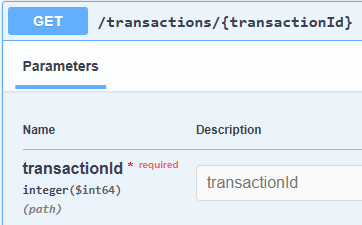 GET /transactions/{transactionId}
Parameters
Name Description
transactionId * required
integer($int64)
(path)
transactionId